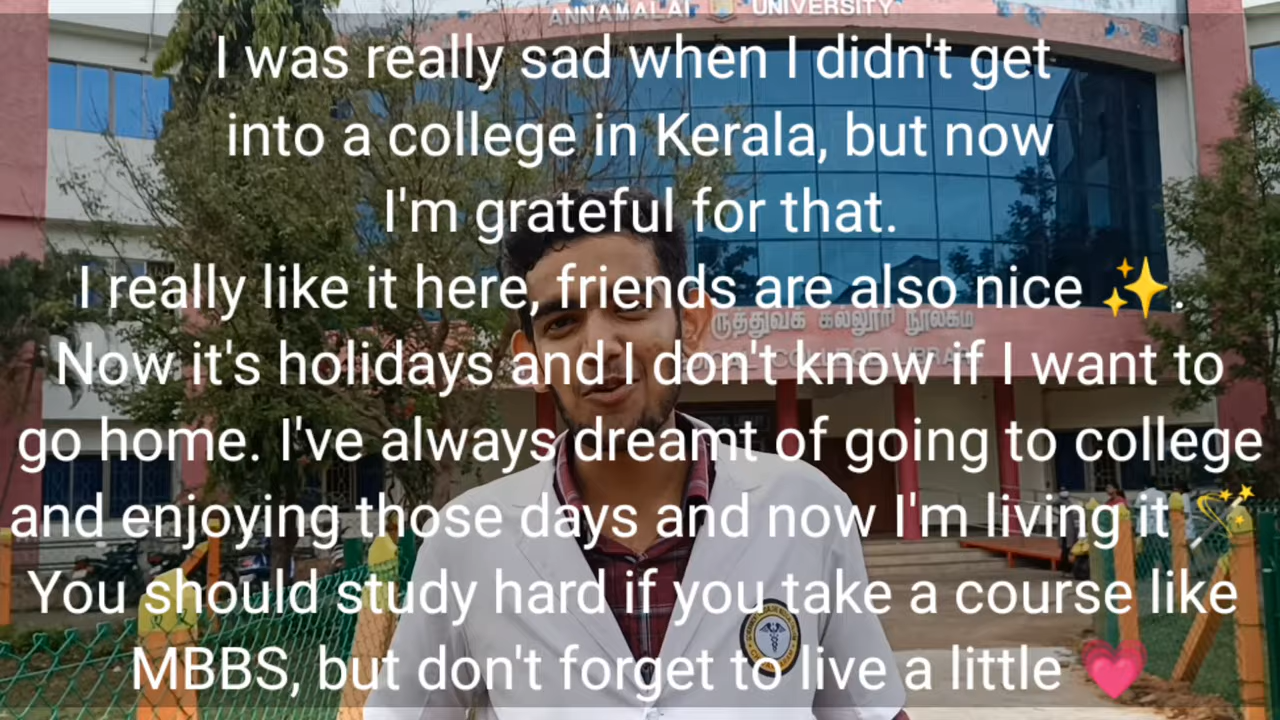 ANNAMALAI UNIVERSITY
I was really sad when I didn't get
into a college in Kerala, but now
I'm grateful for that.
I really like it here, friends are also nice ✨.
Now it's holidays and I don't know if I want to
go home. I've always dreamt of going to college
and enjoying those days and now I'm living it 💫
You should study hard if you take a course like
MBBS, but don't forget to live a little 💗
கல்லூரி நூலகம்